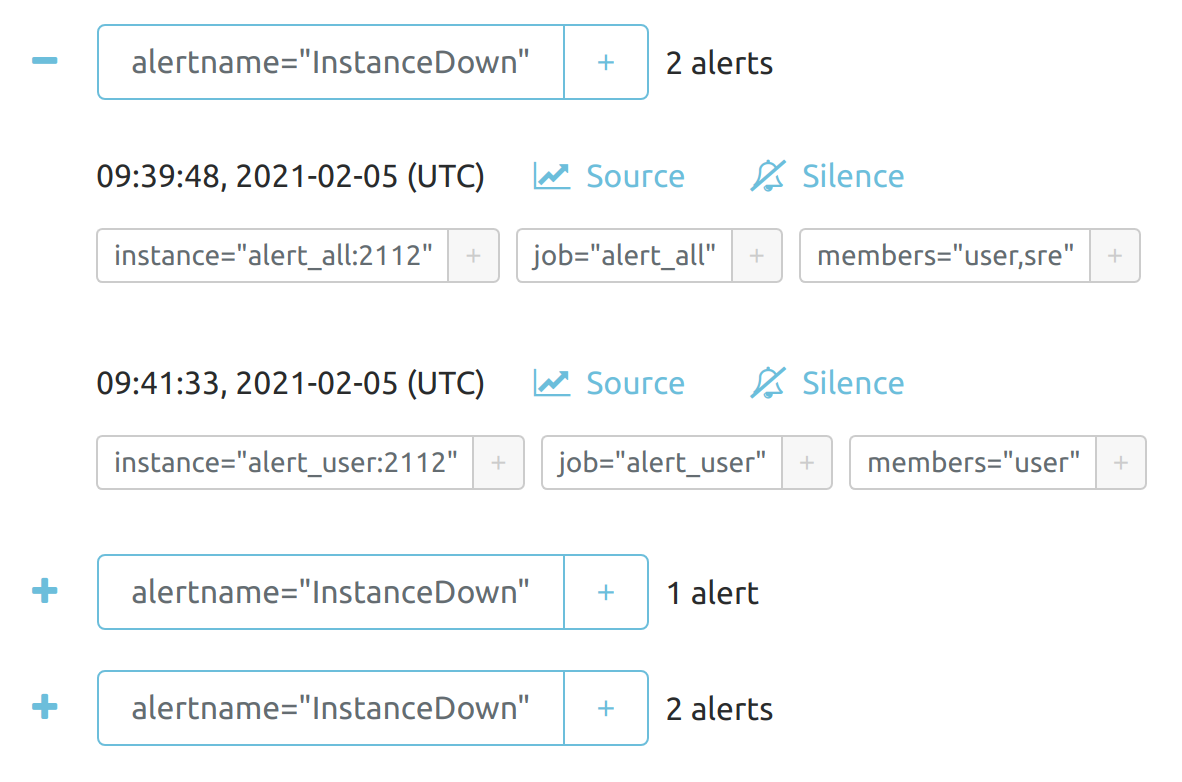 alertname="InstanceDown" + 2 alerts
09:39:48, 2021-02-05 (UTC) Source Silence
instance="alert_all:2112" + job="alert_all" + members="user,sre" +
09:41:33, 2021-02-05 (UTC) Source Silence
instance="alert_user:2112" + job="alert_user" + members="user" +
alertname="InstanceDown" + 1 alert
alertname="InstanceDown" + 2 alerts